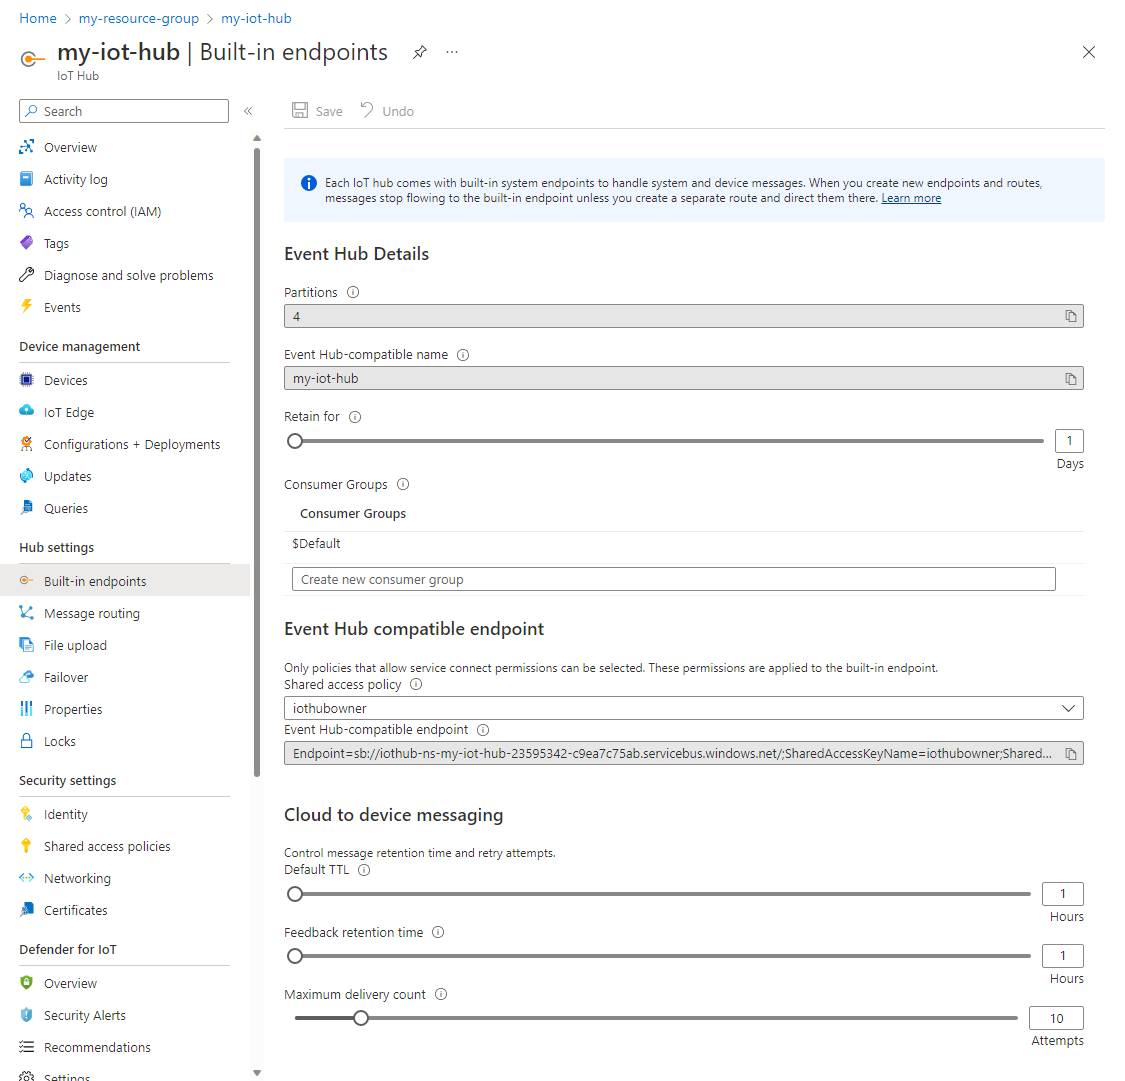 Home > my-resource-group > my-iot-hub
my-iot-hub | Built-in endpoints ...
IoT Hub
Search
«
Overview
Activity log
Access control (IAM)
Tags
Diagnose and solve problems
Events
Device management
Devices
IoT Edge
Configurations + Deployments
Updates
Queries
Hub settings
Built-in endpoints
Message routing
File upload
Failover
Properties
Locks
Security settings
Identity
Shared access policies
Networking
Certificates
Defender for IoT
Overview
Security Alerts
Recommendations
Settings
Save Undo
Each IoT hub comes with built-in system endpoints to handle system and device messages. When you create new endpoints and routes,
messages stop flowing to the built-in endpoint unless you create a separate route and direct them there. Learn more
Event Hub Details
Partitions
4
Event Hub-compatible name
my-iot-hub
Retain for
1
Days
Consumer Groups
Consumer Groups
$Default
Create new consumer group
Event Hub compatible endpoint
Only policies that allow service connect permissions can be selected. These permissions are applied to the built-in endpoint.
Shared access policy
iothubowner
Event Hub-compatible endpoint
Endpoint=sb://iothub-ns-my-iot-hub-23595342-c9ea7c75ab.servicebus.windows.net/;SharedAccessKeyName=iothubowner;Shared...
Cloud to device messaging
Control message retention time and retry attempts.
Default TTL
1
Hours
Feedback retention time
1
Hours
Maximum delivery count
10
Attempts